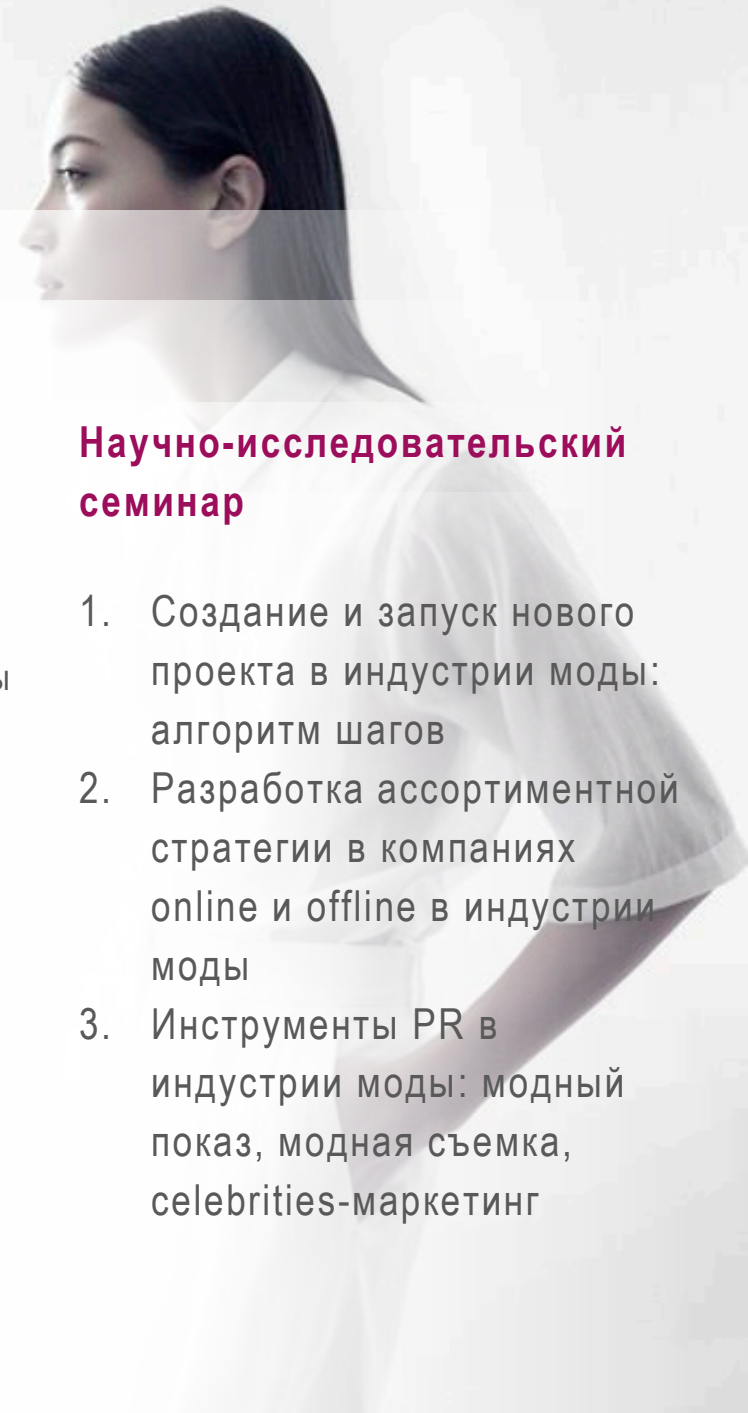 Научно-исследовательский
семинар
1. Создание и запуск нового
проекта в индустрии моды:
алгоритм шагов
2. Разработка ассортиментной
стратегии в компаниях
online и offline в индустрии
моды
3. Инструменты PR в
индустрии моды: модный
показ, модная съемка,
celebrities-маркетинг